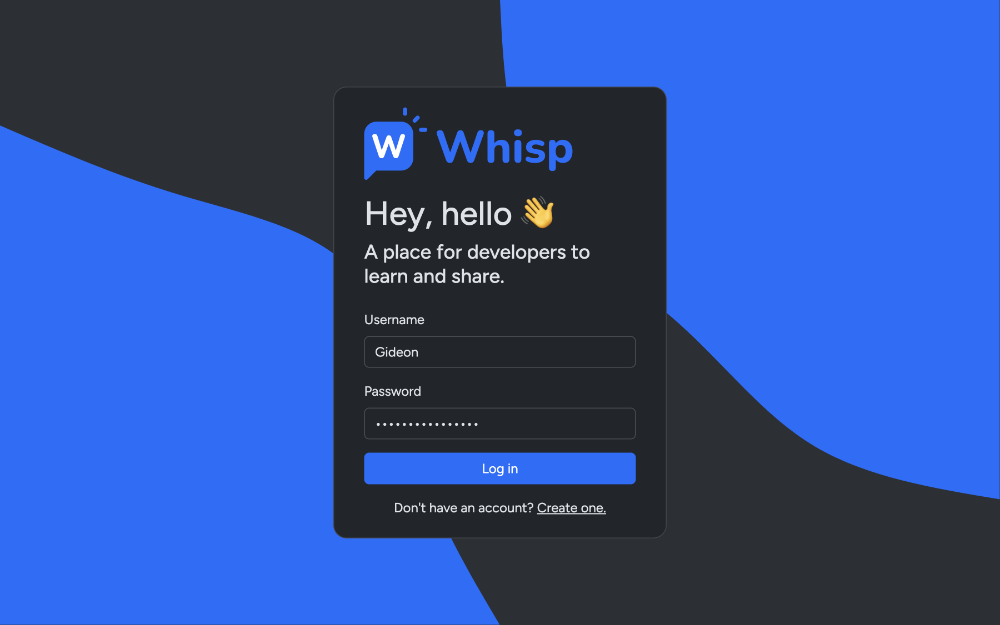 W Whisp
Hey, hello 👋
A place for developers to
learn and share.
Username
Gideon
Password
••••••••••••••••
Log in
Don't have an account? Create one.